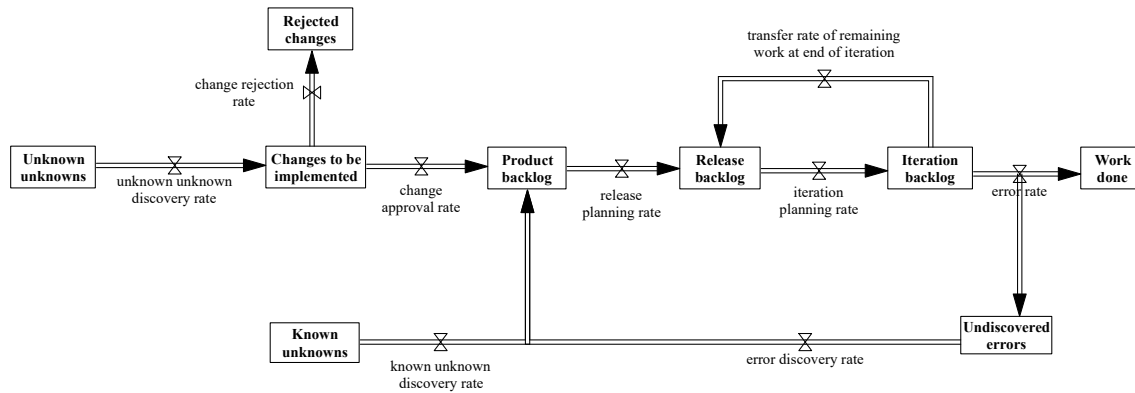 Rejected
changes
transfer rate of remaining
work at end of iteration
change rejection
rate
Unknown
unknowns
unknown unknown
discovery rate
Changes to be
implemented
change
approval rate
Product
backlog
release
planning rate
Release
backlog
iteration
planning rate
Iteration
backlog
error rate
Work
done
Known
unknowns
known unknown
discovery rate
error discovery rate
Undiscovered
errors